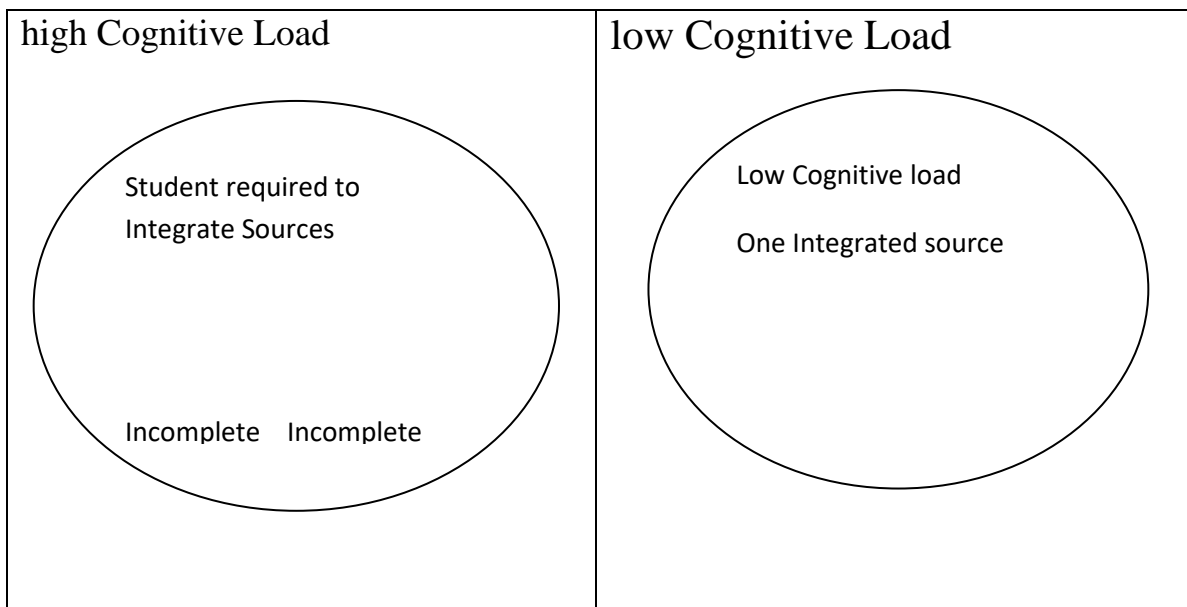 high Cognitive Load
Student required to
Integrate Sources
Incomplete Incomplete
low Cognitive Load
Low Cognitive load
One Integrated source